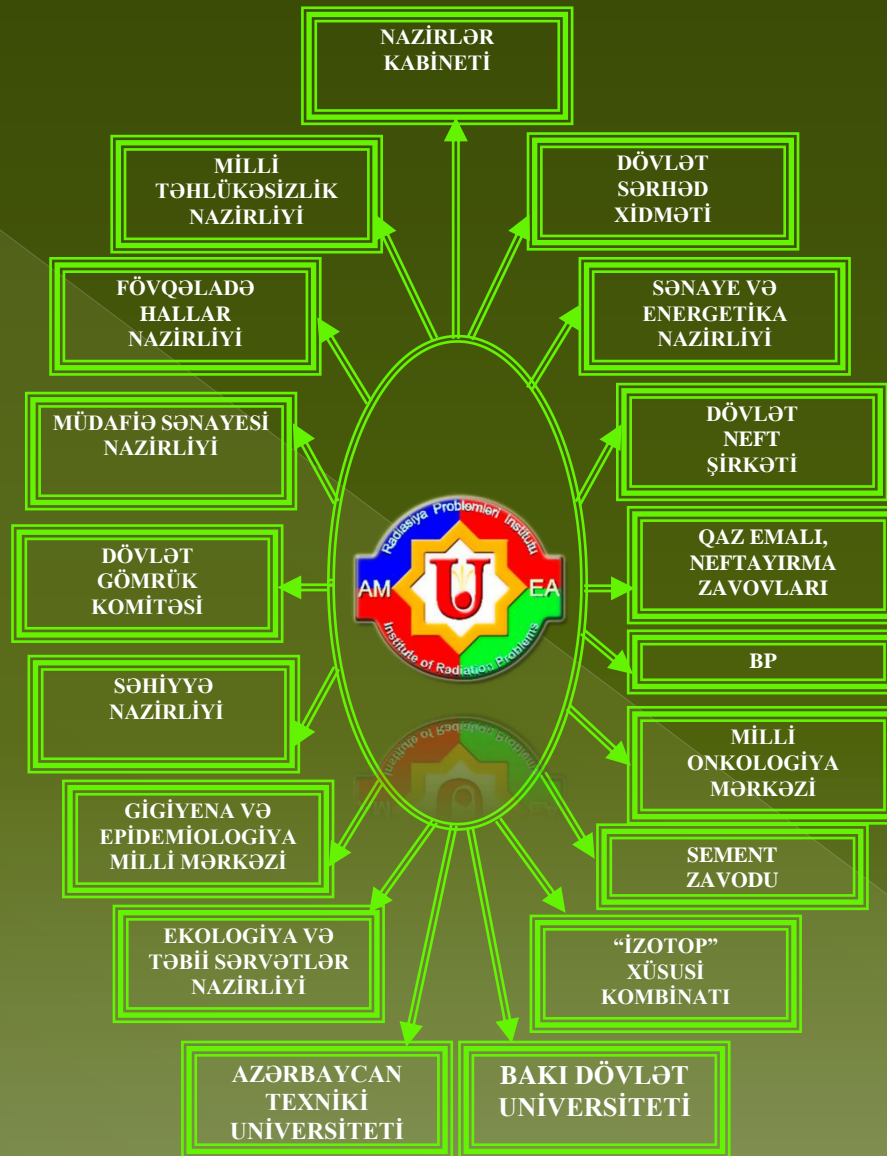 NAZİRLƏR
KABİNETİ
MİLLİ
TƏHLÜKƏSİZLİK
NAZİRLİYİ
DÖVLƏT
SƏRHƏD
XİDMƏTİ
FÖVQƏLADƏ
HALLAR
NAZİRLİYİ
SƏNAYE VƏ
ENERGETİKA
NAZİRLİYİ
MÜDAFİƏ SƏNAYESİ
NAZİRLİYİ
DÖVLƏT
NEFT
ŞİRKƏTİ
Radiasiya Problemləri İnstitutu
AM EA
Institute of Radiation Problems
DÖVLƏT
GÖMRÜK
KOMİTƏSİ
QAZ EMALI,
NEFTAYIRMA
ZAVOVLARI
BP
SƏHİYYƏ
NAZİRLİYİ
MİLLİ
ONKOLOGİYA
MƏRKƏZİ
GİGİYENA VƏ
EPİDEMİOLOGİYA
MİLLİ MƏRKƏZİ
SEMENT
ZAVODU
EKOLOGİYA VƏ
TƏBİİ SƏRVƏTLƏR
NAZİRLİYİ
“İZOTOP”
XÜSUSİ
KOMBİNATI
AZƏRBAYCAN
TEXNİKİ
UNİVERSİTETİ
BAKI DÖVLƏT
UNİVERSİTETİ